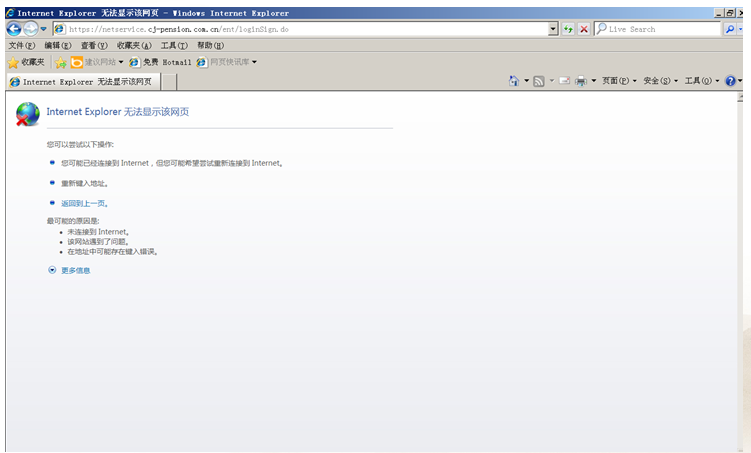 Internet Explorer 无法显示该网页 - Windows Internet Explorer
https://netservice.cj-pension.com.cn/ent/loginSign.do
Live Search
文件(F) 编辑(E) 查看(V) 收藏夹(A) 工具(T) 帮助(H)
收藏夹 建议网站 免费 Hotmail 网页快讯库
Internet Explorer 无法显示该网页
页面(P) 安全(S) 工具(O)
Internet Explorer 无法显示该网页
您可以尝试以下操作:
您可能已经连接到 Internet，但您可能希望尝试重新连接到 Internet。
重新键入地址。
返回到上一页。
最可能的原因是:
未连接到 Internet。
该网站遇到了问题。
在地址中可能存在键入错误。
更多信息